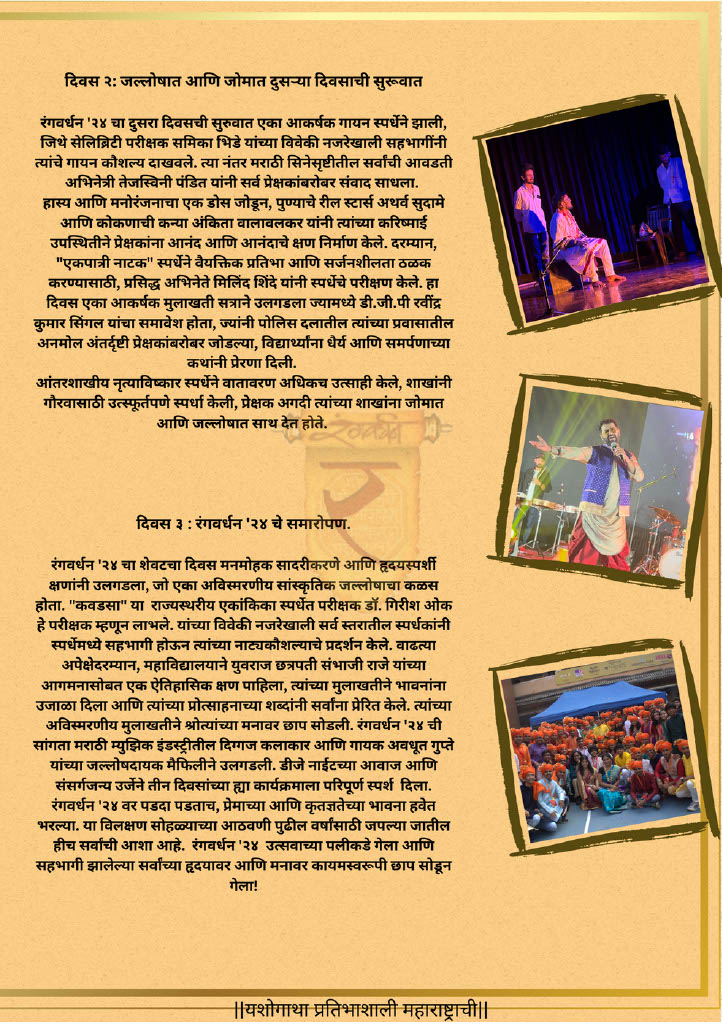 दिवस २: जल्लोषात आणि जोमात दुसऱ्या दिवसाची सुरूवात
रंगवर्धन '२४ चा दुसरा दिवसची सुरुवात एका आकर्षक गायन स्पर्धेने झाली,
जिथे सेलिब्रिटी परीक्षक समिका भिडे यांच्या विवेकी नजरेखाली सहभागींनी
त्यांचे गायन कौशल्य दाखवले. त्या नंतर मराठी सिनेसृष्टीतील सर्वांची आवडती
अभिनेत्री तेजस्विनी पंडित यांनी सर्व प्रेक्षकांबरोबर संवाद साधला.
हास्य आणि मनोरंजनाचा एक डोस जोडून, पुण्याचे रील स्टार्स अथर्व सुदामे
आणि कोकणाची कन्या अंकिता वालावलकर यांनी त्यांच्या करिष्माई
उपस्थितीने प्रेक्षकांना आनंद आणि आनंदाचे क्षण निर्माण केले. दरम्यान,
"एकपात्री नाटक" स्पर्धेने वैयक्तिक प्रतिभा आणि सर्जनशीलता ठळक
करण्यासाठी, प्रसिद्ध अभिनेते मिलिंद शिंदे यांनी स्पर्धेचे परीक्षण केले. हा
दिवस एका आकर्षक मुलाखती सत्राने उलगडला ज्यामध्ये डी.जी.पी रवींद्र
कुमार सिंगल यांचा समावेश होता, ज्यांनी पोलिस दलातील त्यांच्या प्रवासातील
अनमोल अंतर्दृष्टी प्रेक्षकांबरोबर जोडल्या, विद्यार्थ्यांना धैर्य आणि समर्पणाच्या
कथांनी प्रेरणा दिली.
आंतरशाखीय नृत्याविष्कार स्पर्धेने वातावरण अधिकच उत्साही केले, शाखांनी
गौरवासाठी उत्स्फूर्तपणे स्पर्धा केली, प्रेक्षक अगदी त्यांच्या शाखांना जोमात
आणि जल्लोषात साथ देत होते.
रंगवर्धन
दिवस ३ : रंगवर्धन '२४ चे समारोपण.
रंगवर्धन '२४ चा शेवटचा दिवस मनमोहक सादरीकरणे आणि हृदयस्पर्शी
क्षणांनी उलगडला, जो एका अविस्मरणीय सांस्कृतिक जल्लोषाचा कळस
होता. "कवडसा" या राज्यस्थरीय एकांकिका स्पर्धेत परीक्षक डॉ. गिरीश ओक
हे परीक्षक म्हणून लाभले. यांच्या विवेकी नजरेखाली सर्व स्तरातील स्पर्धकांनी
स्पर्धेमध्ये सहभागी होऊन त्यांच्या नाट्यकौशल्याचे प्रदर्शन केले. वाढत्या
अपेक्षेदरम्यान, महाविद्यालयाने युवराज छत्रपती संभाजी राजे यांच्या
आगमनासोबत एक ऐतिहासिक क्षण पाहिला, त्यांच्या मुलाखतीने भावनांना
उजाळा दिला आणि त्यांच्या प्रोत्साहनाच्या शब्दांनी सर्वांना प्रेरित केले. त्यांच्या
अविस्मरणीय मुलाखतीने श्रोत्यांच्या मनावर छाप सोडली. रंगवर्धन '२४ ची
सांगता मराठी म्युझिक इंडस्ट्रीतील दिग्गज कलाकार आणि गायक अवधूत गुप्ते
यांच्या जल्लोषदायक मैफिलीने उलगडली. डीजे नाईटच्या आवाज आणि
संसर्गजन्य उर्जेने तीन दिवसांच्या ह्या कार्यक्रमाला परिपूर्ण स्पर्श दिला.
रंगवर्धन '२४ वर पडदा पडताच, प्रेमाच्या आणि कृतज्ञतेच्या भावना हवेत
भरल्या. या विलक्षण सोहळ्याच्या आठवणी पुढील वर्षांसाठी जपल्या जातील
हीच सर्वांची आशा आहे. रंगवर्धन '२४ उत्सवाच्या पलीकडे गेला आणि
सहभागी झालेल्या सर्वांच्या हृदयावर आणि मनावर कायमस्वरूपी छाप सोडून
गेला!
||यशोगाथा प्रतिभाशाली महाराष्ट्राची||